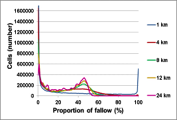 1600000
1400000
1200000
1000000
800000
600000
400000
200000
0
Cells (number)
0 20 40 60 80 100
Proportion of fallow (%)
1 km
4 km
8 km
12 km
24 km